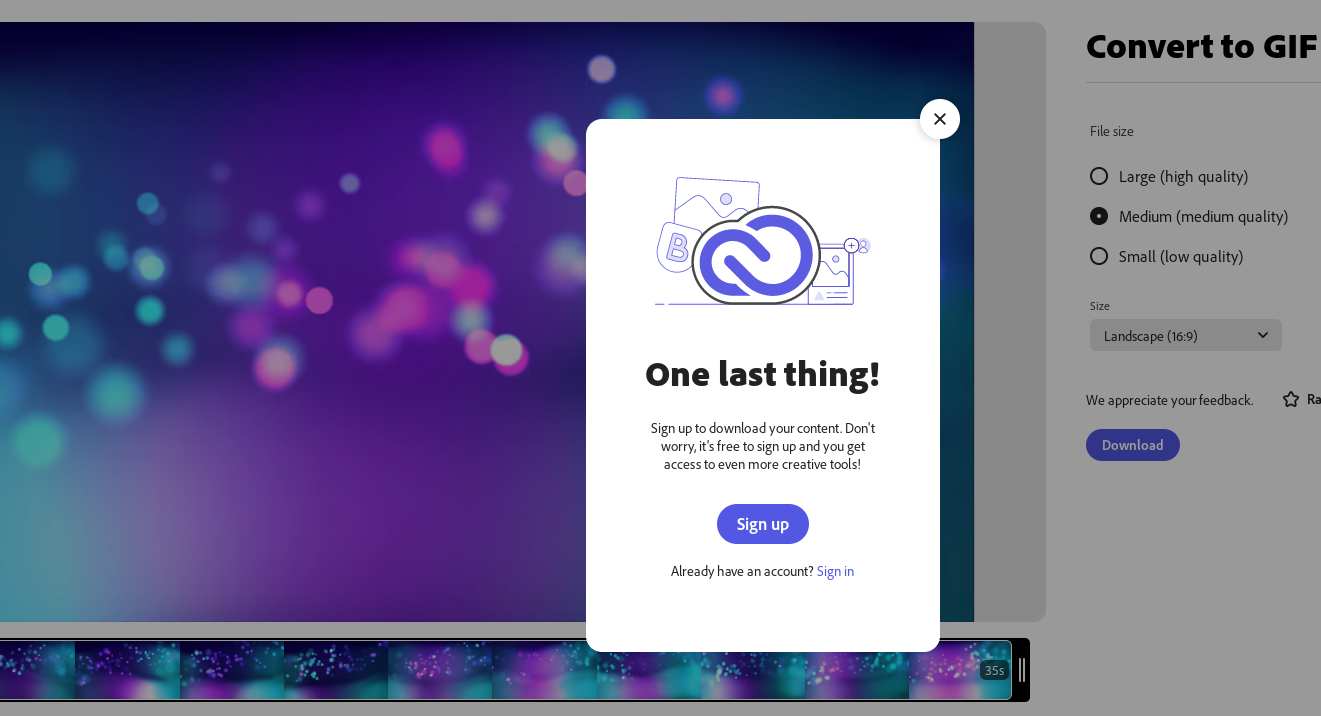 Convert to GIF
File size
Large (high quality)
Medium (medium quality)
Small (low quality)
Size
Landscape (16:9)
We appreciate your feedback.
Download
B
One last thing!
Sign up to download your content. Don't
worry, it's free to sign up and you get
access to even more creative tools!
Sign up
Already have an account? Sign in
35s